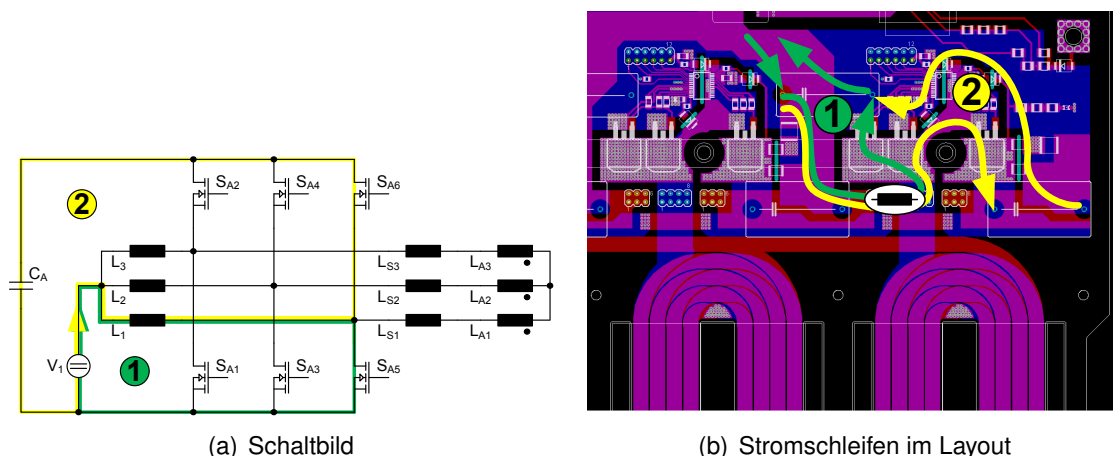 S_A2
S_A4
S_A6
2
C_A
L_3
L_2
L_1
L_S3
L_S2
L_S1
L_A3
L_A2
L_A1
V_1
1
S_A1
S_A3
S_A5
(a) Schaltbild
1
2
(b) Stromschleifen im Layout